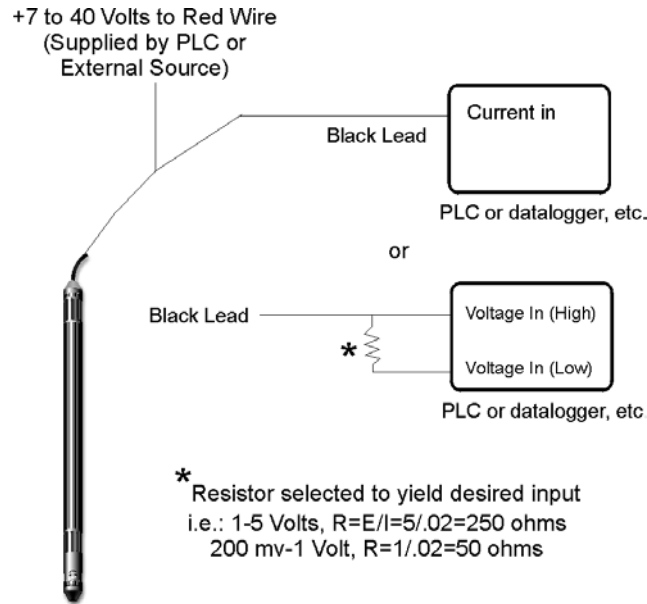 +7 to 40 Volts to Red Wire
(Supplied by PLC or
External Source)
Current in
Black Lead
PLC or datalogger, etc.
or
Black Lead
Voltage In (High)
*
Voltage In (Low)
PLC or datalogger, etc.
*Resistor selected to yield desired input
i.e.: 1-5 Volts, R=E/I=5/.02=250 ohms
200 mv-1 Volt, R=1/.02=50 ohms